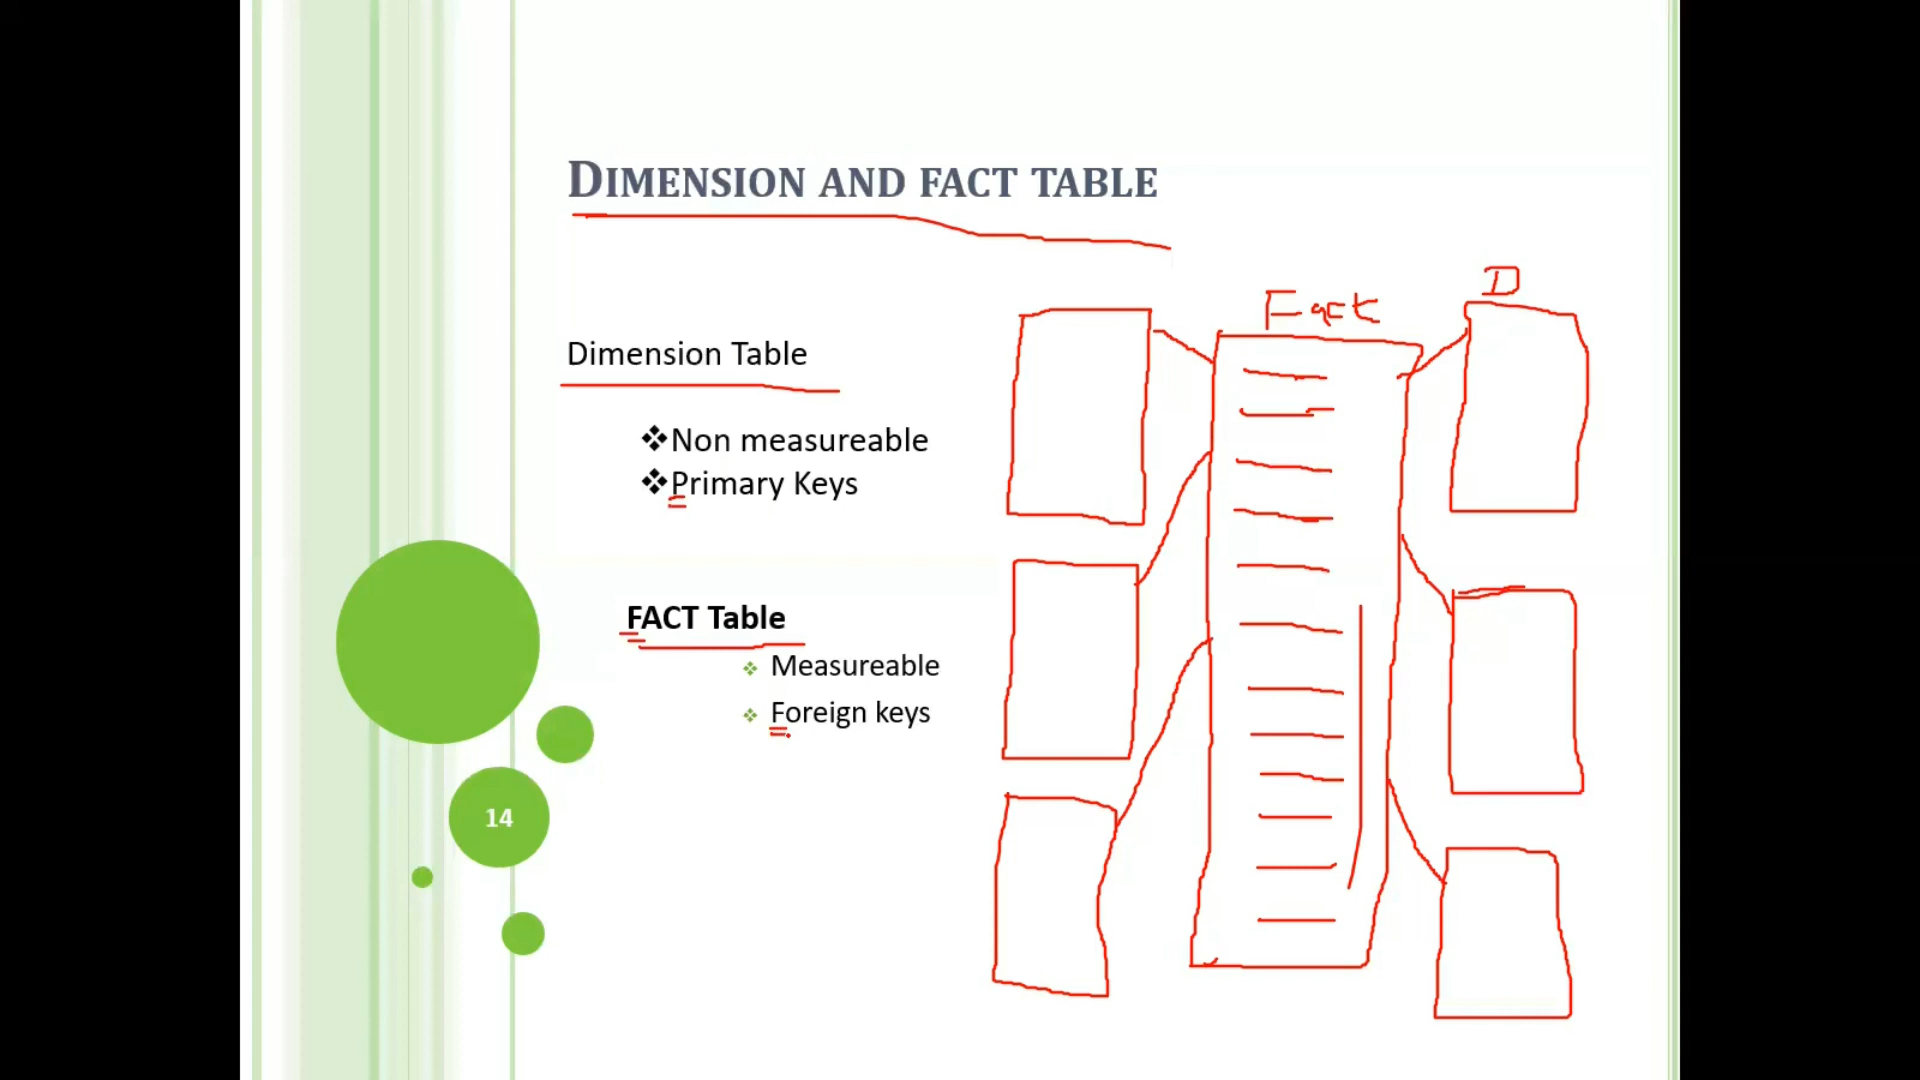 DIMENSION AND FACT TABLE
D
Fact
Dimension Table
Non measureable
Primary Keys
FACT Table
Measureable
Foreign keys
14